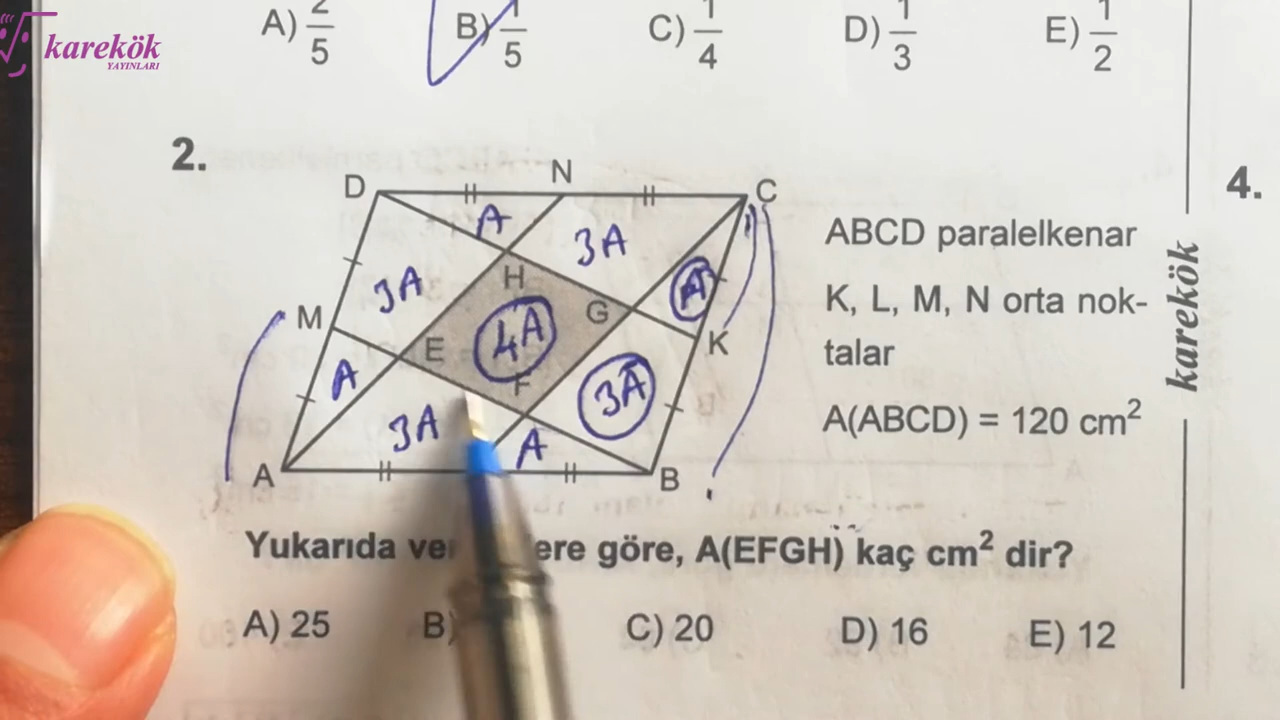 karekök
YAYINLARI
A) 2/5 B) 1/5 C) 1/4 D) 1/3 E) 1/2
2.
4.
D N C
A 3A
3A H A
M G K
E 4A
A F 3A
3A A
A B
ABCD paralelkenar
K, L, M, N orta nok-
talar
A(ABCD) = 120 cm²
karekök
Yukarıda ere göre, A(EFGH) kaç cm² dir?
A) 25 B) C) 20 D) 16 E) 12